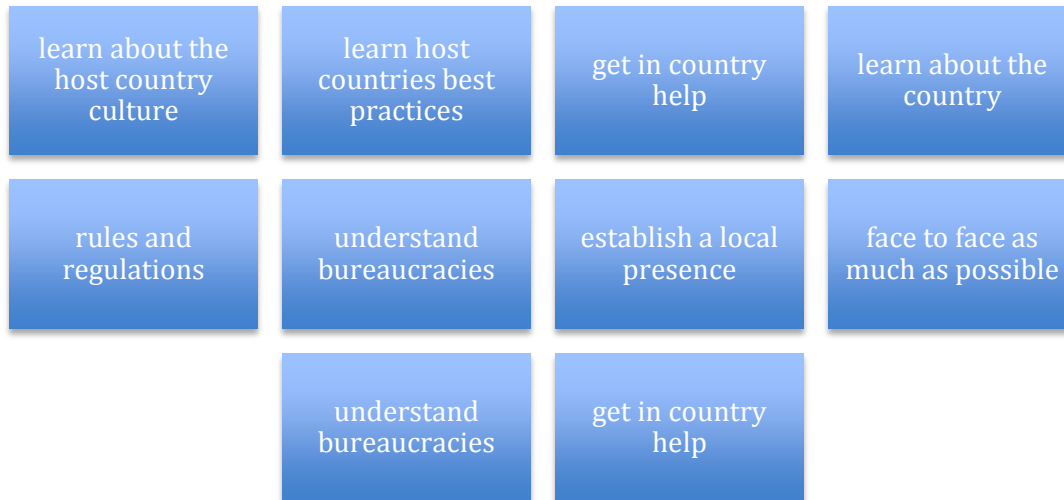 learn about the
host country
culture
learn host
countries best
practices
get in country
help
learn about the
country
rules and
regulations
understand
bureaucracies
establish a local
presence
face to face as
much as possible
understand
bureaucracies
get in country
help